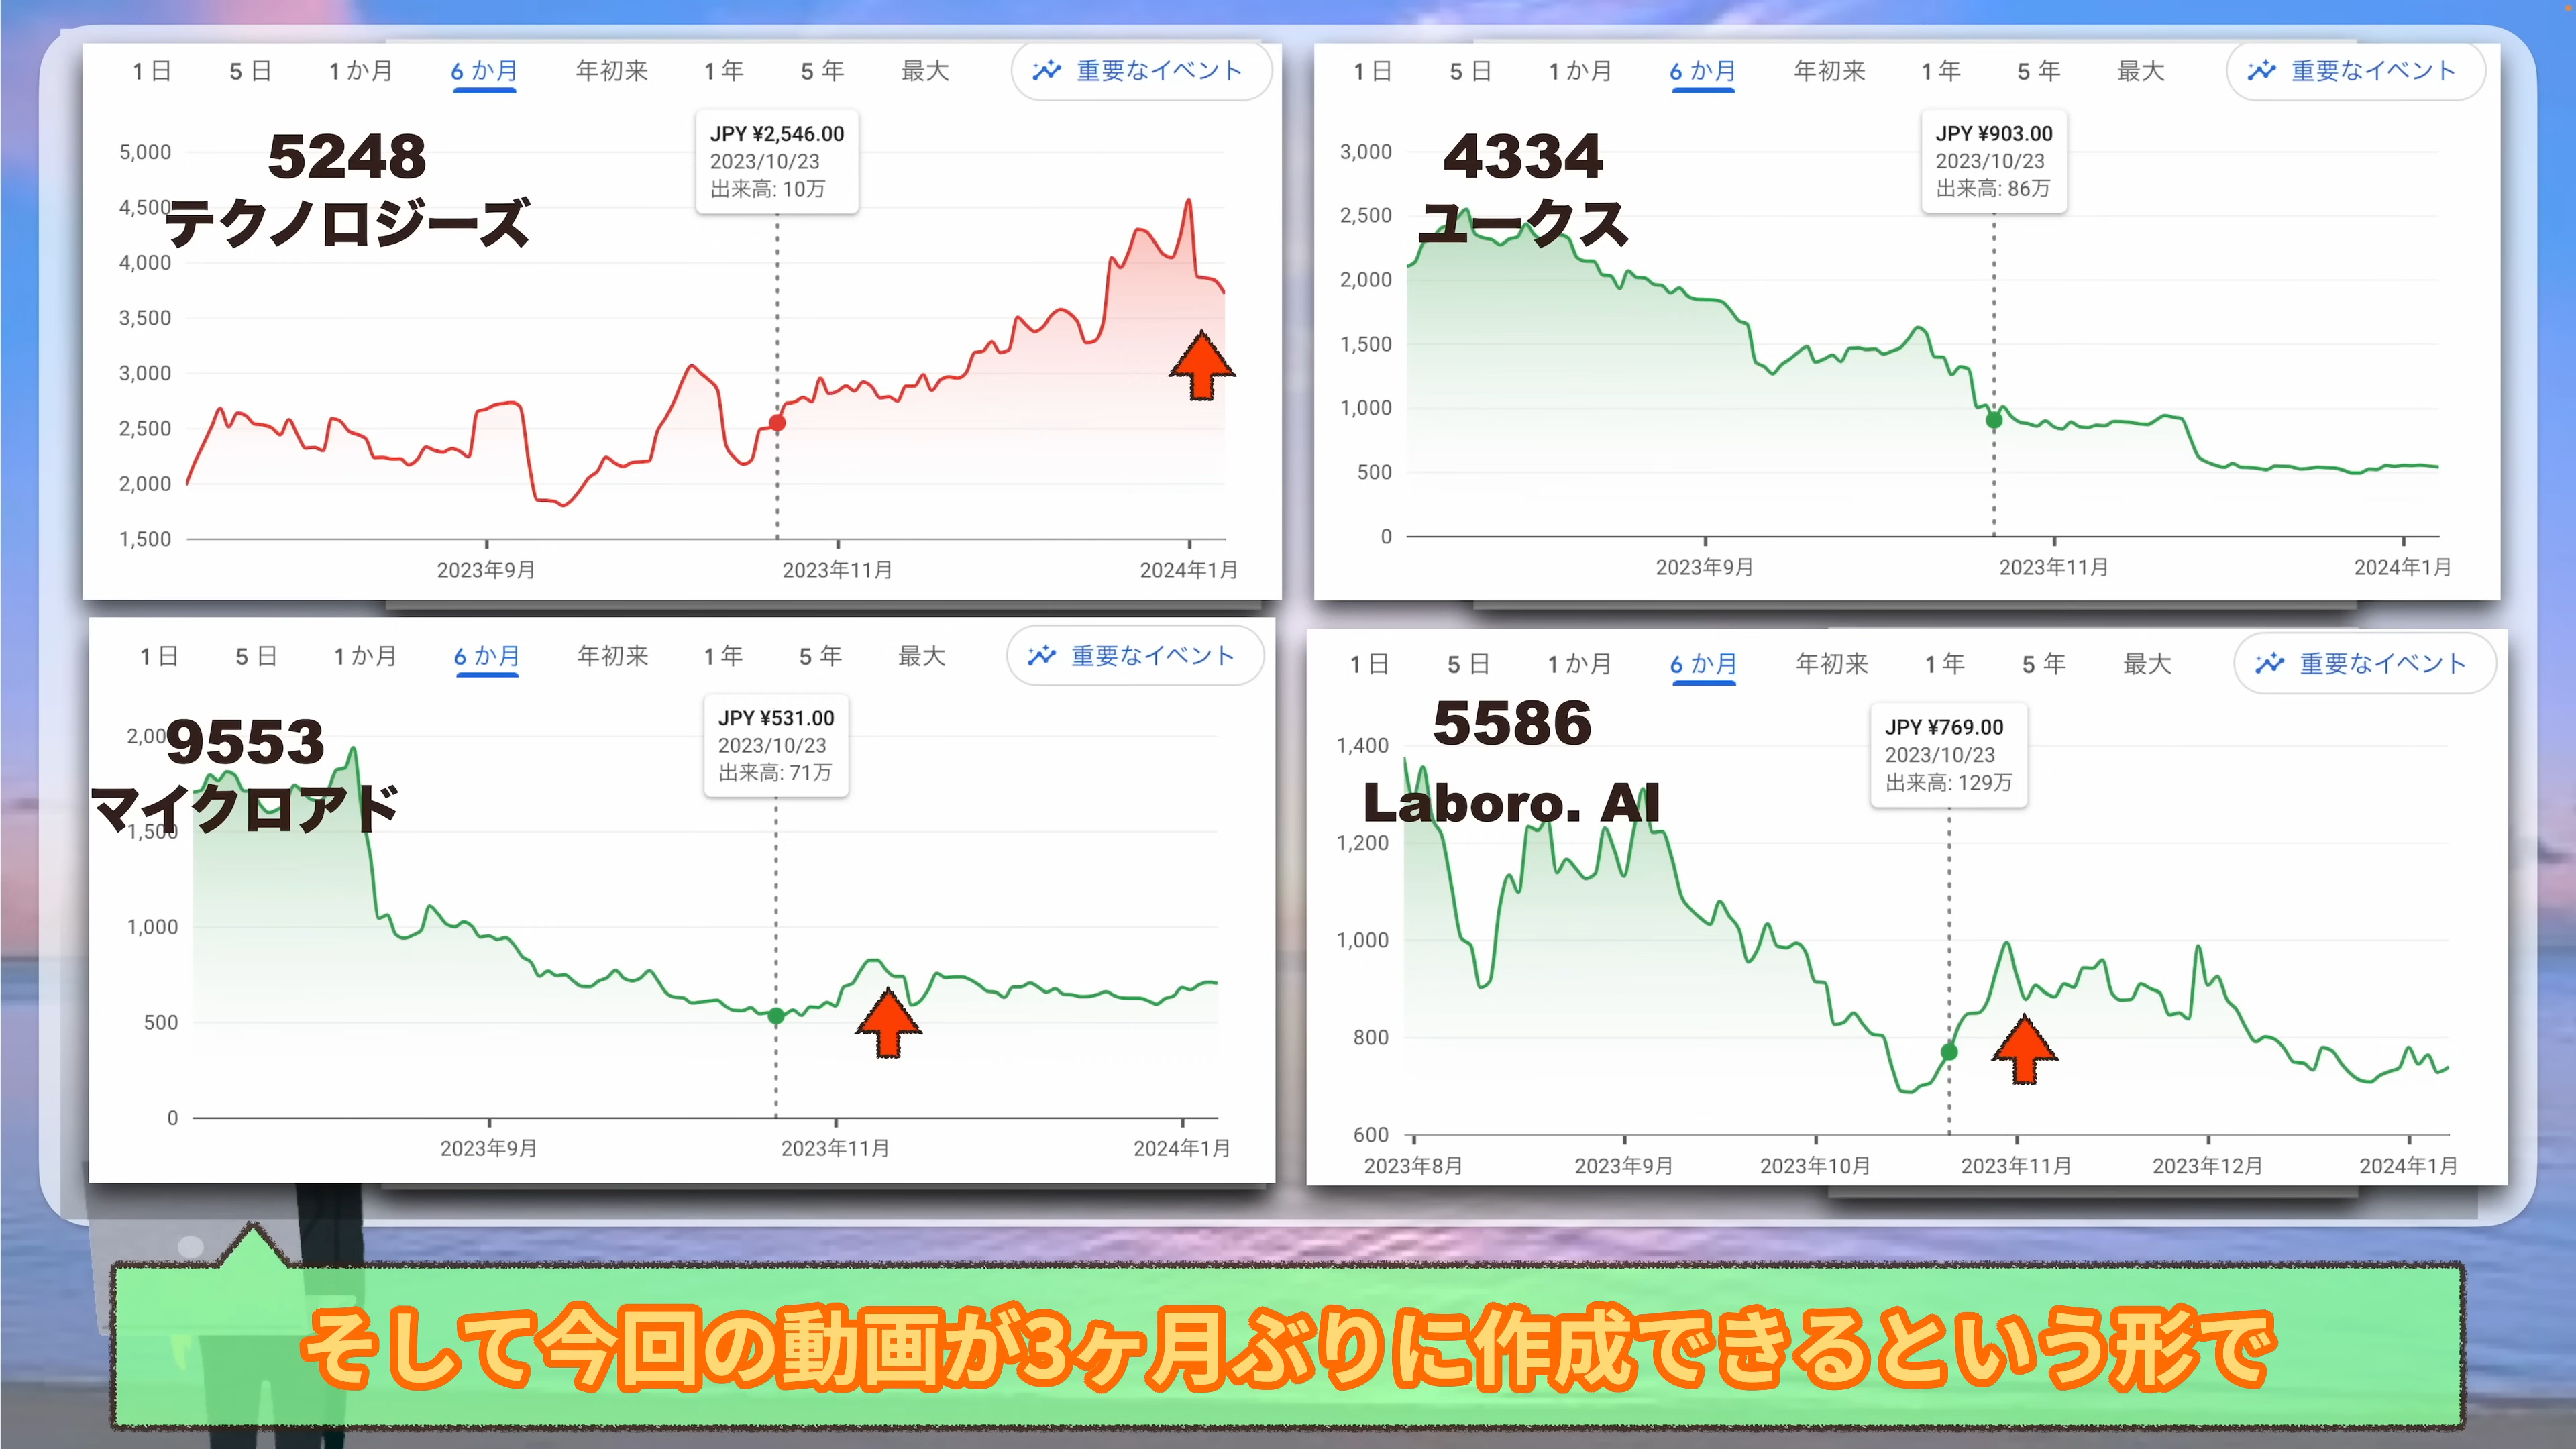 1日 5日 1か月 6か月 年初来 1年 5年 最大 重要なイベント
5248
テクノロジーズ
JPY ¥2,546.00
2023/10/23
出来高: 10万
5,000
4,500
4,000
3,500
3,000
2,500
2,000
1,500
2023年9月 2023年11月 2024年1月
1日 5日 1か月 6か月 年初来 1年 5年 最大 重要なイベント
4334
ユークス
JPY ¥903.00
2023/10/23
出来高: 86万
3,000
2,500
2,000
1,500
1,000
500
0
2023年9月 2023年11月 2024年1月
1日 5日 1か月 6か月 年初来 1年 5年 最大 重要なイベント
9553
マイクロアド
JPY ¥531.00
2023/10/23
出来高: 71万
2,00
1,500
1,000
500
0
2023年9月 2023年11月 2024年1月
1日 5日 1か月 6か月 年初来 1年 5年 最大 重要なイベント
5586
Laboro. AI
JPY ¥769.00
2023/10/23
出来高: 129万
1,400
1,200
1,000
800
600
2023年8月 2023年9月 2023年10月 2023年11月 2023年12月 2024年1月
そして今回の動画が3ヶ月ぶりに作成できるという形で